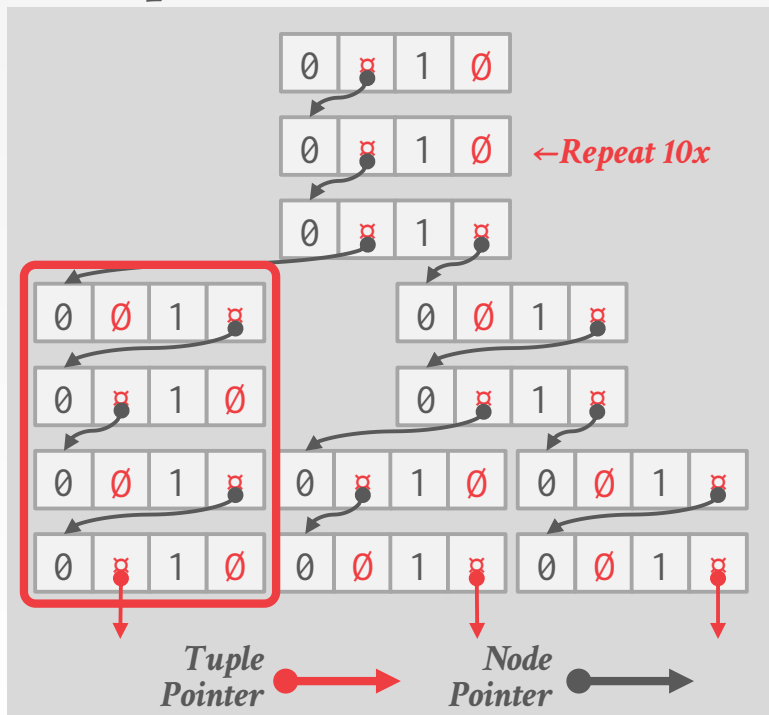 0 ¤ 1 Ø
0 ¤ 1 Ø ←Repeat 10x
0 ¤ 1 ¤
0 Ø 1 ¤ 0 Ø 1 ¤
0 ¤ 1 Ø 0 ¤ 1 ¤
0 Ø 1 ¤ 0 ¤ 1 Ø 0 Ø 1 ¤
0 ¤ 1 Ø 0 Ø 1 ¤ 0 Ø 1 ¤
Tuple
Pointer
Node
Pointer